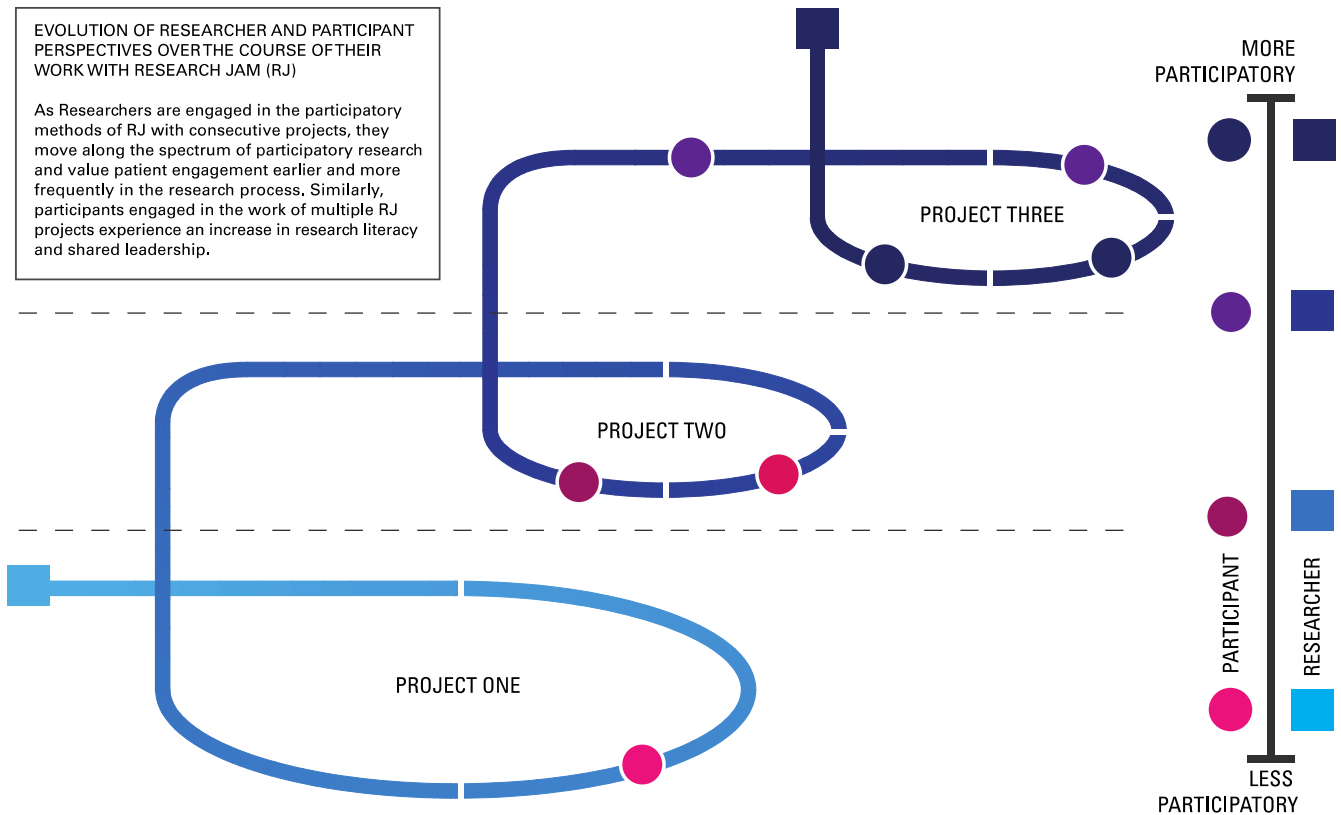 EVOLUTION OF RESEARCHER AND PARTICIPANT
PERSPECTIVES OVER THE COURSE OF THEIR
WORK WITH RESEARCH JAM (RJ)
As Researchers are engaged in the participatory
methods of RJ with consecutive projects, they
move along the spectrum of participatory research
and value patient engagement earlier and more
frequently in the research process. Similarly,
participants engaged in the work of multiple RJ
projects experience an increase in research literacy
and shared leadership.
MORE
PARTICIPATORY
PROJECT THREE
PROJECT TWO
PROJECT ONE
PARTICIPANT
RESEARCHER
LESS
PARTICIPATORY